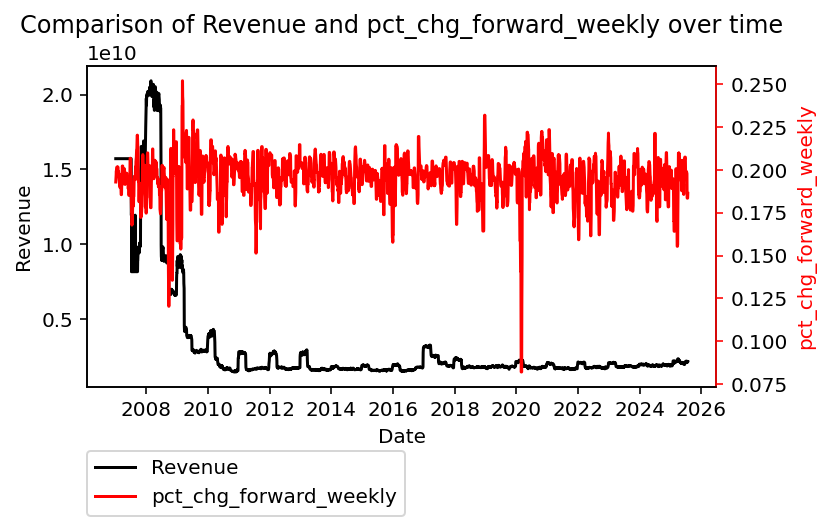 Comparison of Revenue and pct_chg_forward_weekly over time
1e10
2.0
1.5
1.0
0.5
Revenue
0.250
0.225
0.200
0.175
0.150
0.125
0.100
0.075
pct_chg_forward_weekly
2008 2010 2012 2014 2016 2018 2020 2022 2024 2026
Date
Revenue
pct_chg_forward_weekly